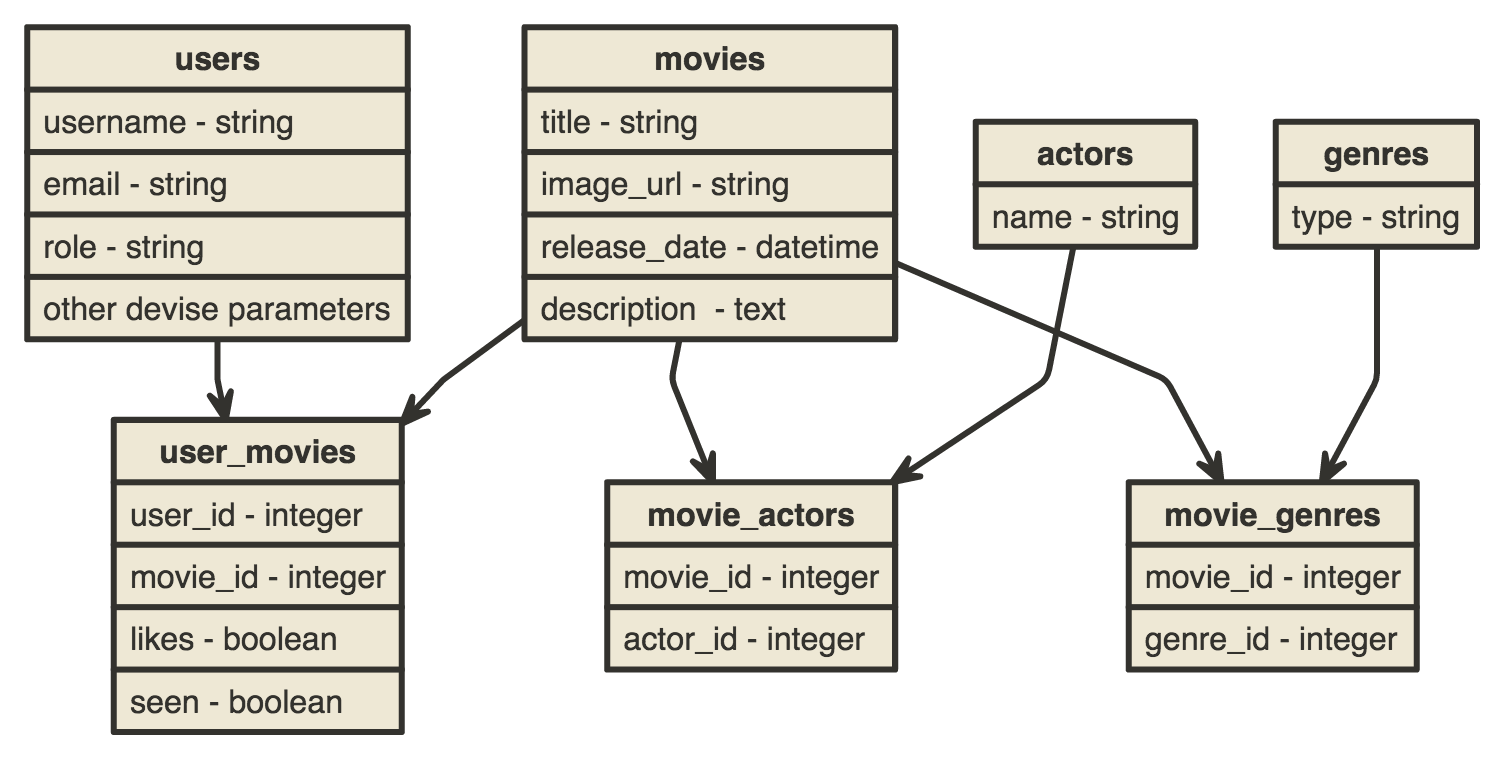 users
username - string
email - string
role - string
other devise parameters
movies
title - string
image_url - string
release_date - datetime
description  - text
actors
name - string
genres
type - string
user_movies
user_id - integer
movie_id - integer
likes - boolean
seen - boolean
movie_actors
movie_id - integer
actor_id - integer
movie_genres
movie_id - integer
genre_id - integer